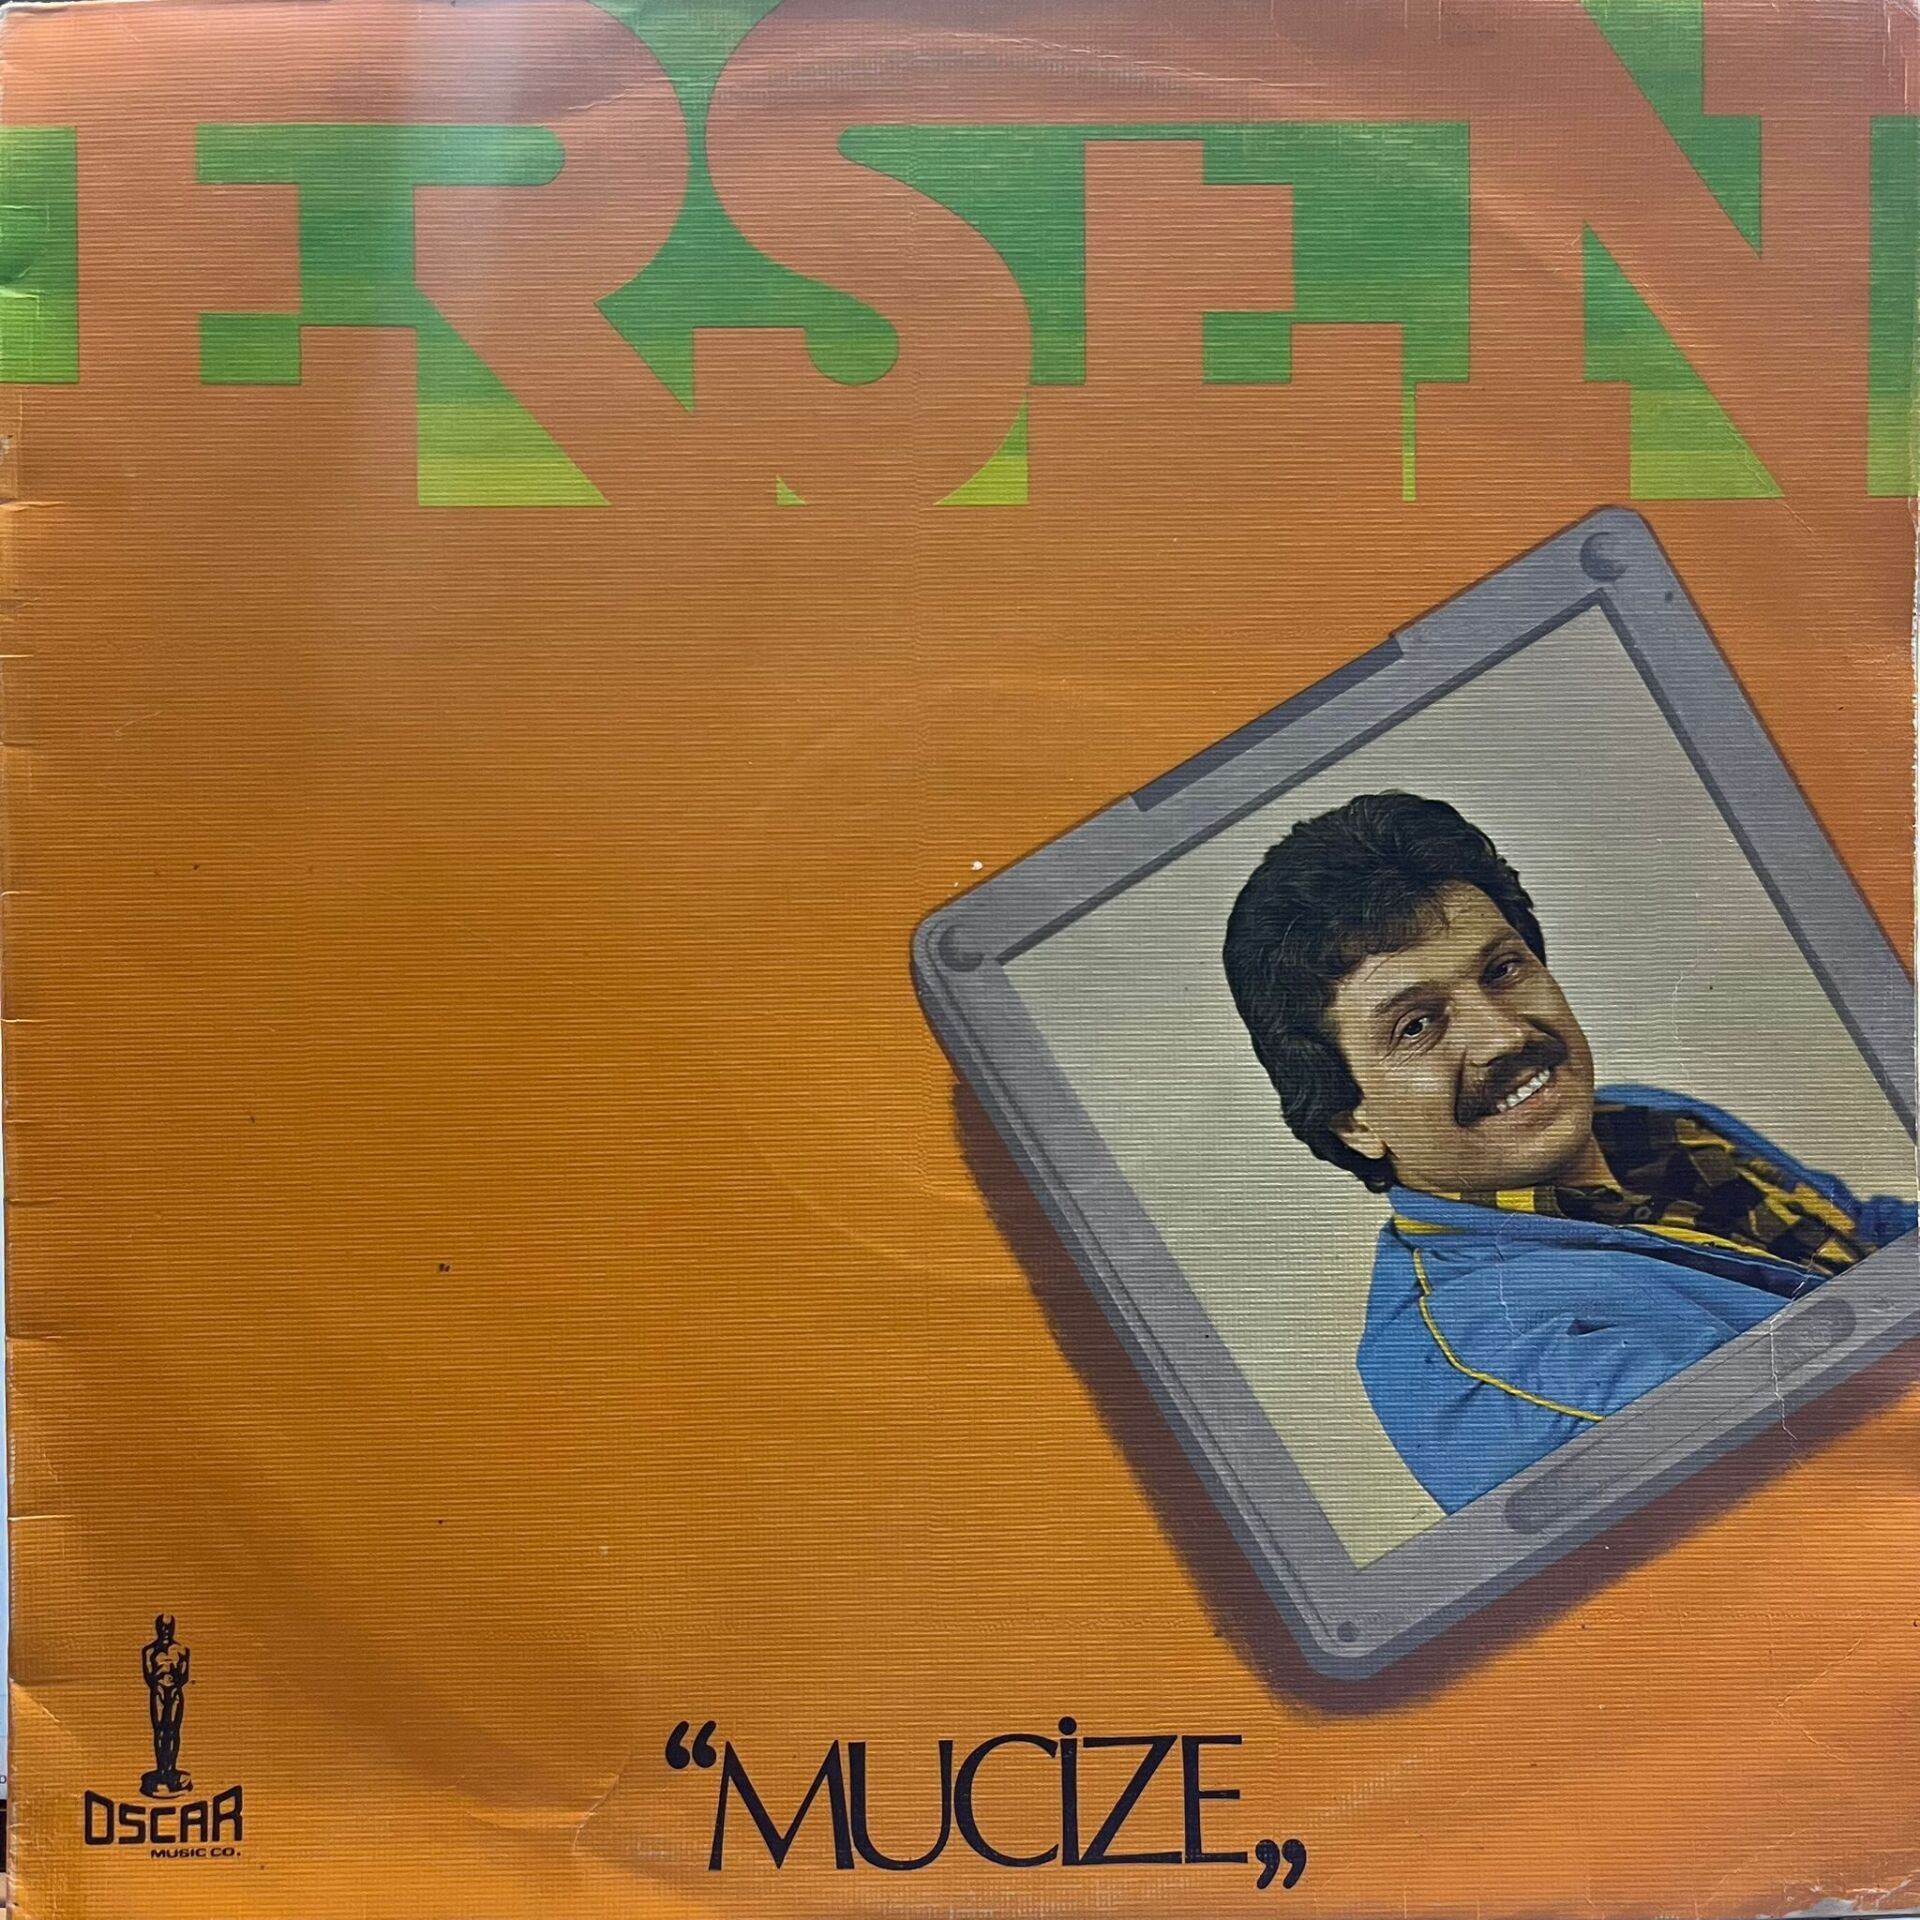 ERSEN
“MUCİZE„
OSCAR
MUSIC CO.